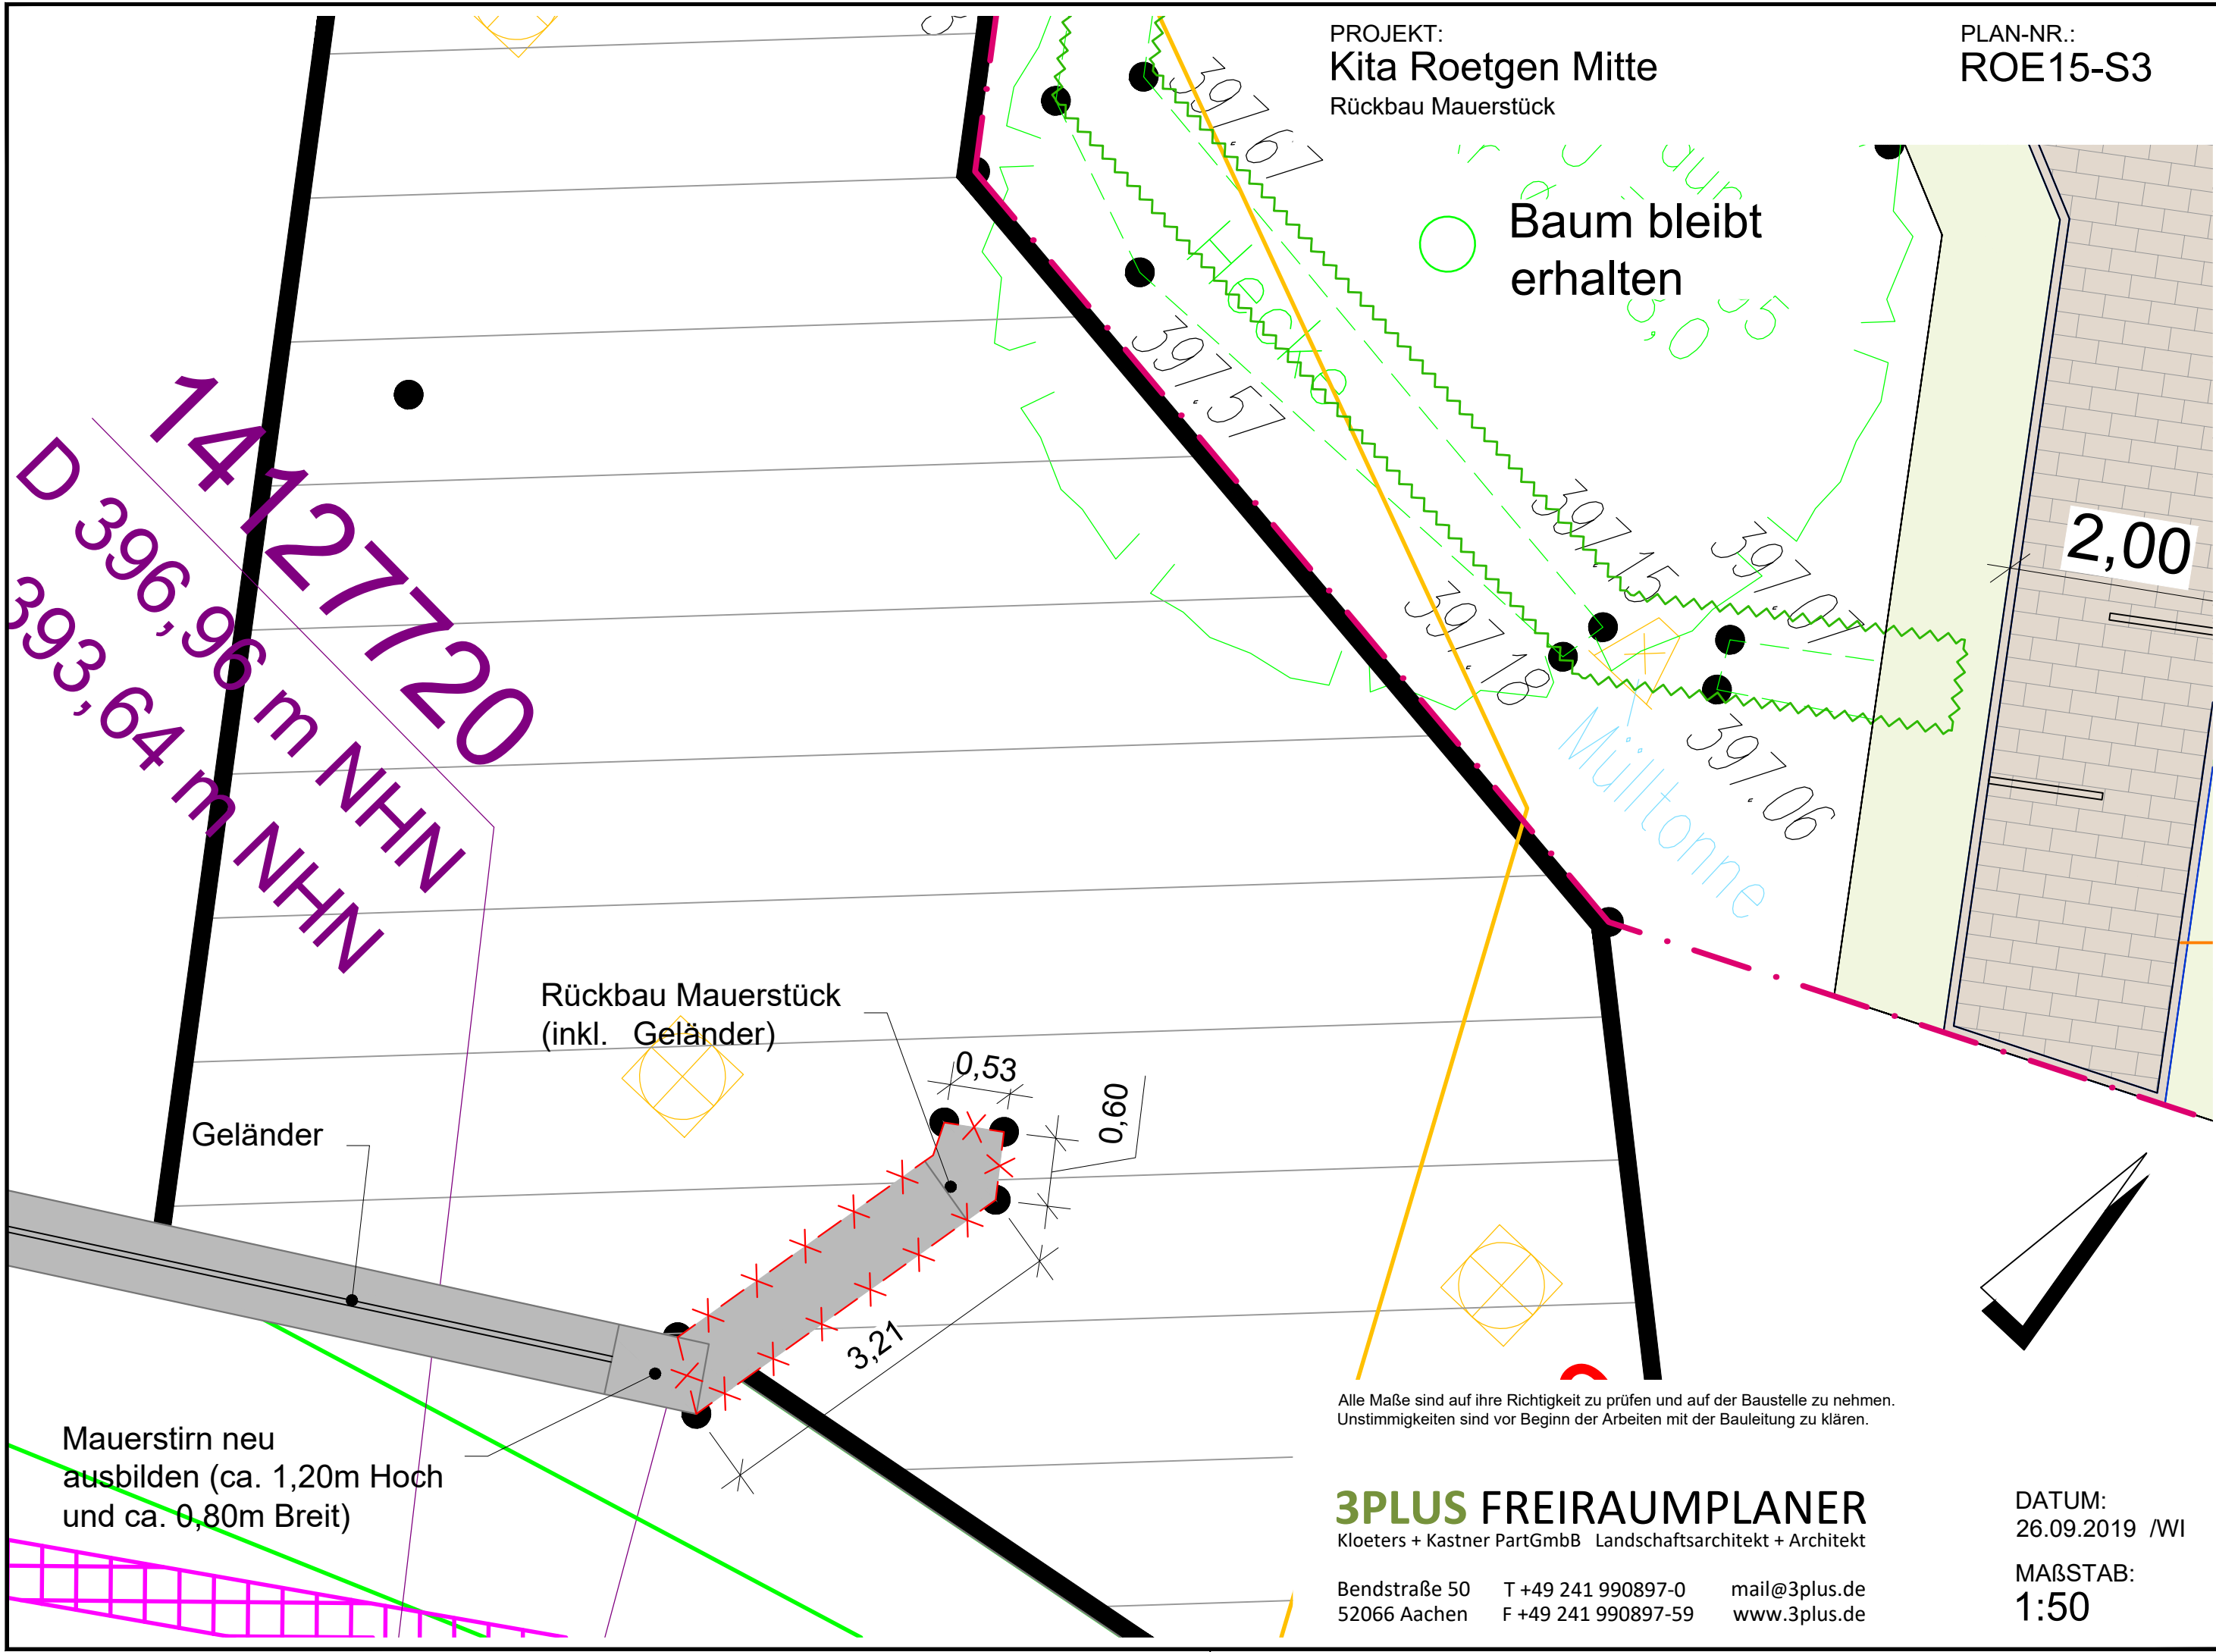 PROJEKT:
Kita Roetgen Mitte
Rückbau Mauerstück
PLAN-NR.:
ROE15-S3
397.67
Baum bleibt
erhalten
Hecke
397.57
14127720
D 396,96 m NHN
393,64 m NHN
397.15
397.07
397.18
397.06
Mülltonne
2,00
Rückbau Mauerstück
(inkl. Geländer)
0,53
0,60
3,21
Geländer
Mauerstirn neu
ausbilden (ca. 1,20m Hoch
und ca. 0,80m Breit)
Alle Maße sind auf ihre Richtigkeit zu prüfen und auf der Baustelle zu nehmen.
Unstimmigkeiten sind vor Beginn der Arbeiten mit der Bauleitung zu klären.
3PLUS FREIRAUMPLANER
Kloeters + Kastner PartGmbB Landschaftsarchitekt + Architekt
Bendstraße 50 T +49 241 990897-0 mail@3plus.de
52066 Aachen F +49 241 990897-59 www.3plus.de
DATUM:
26.09.2019 /WI
MAßSTAB:
1:50